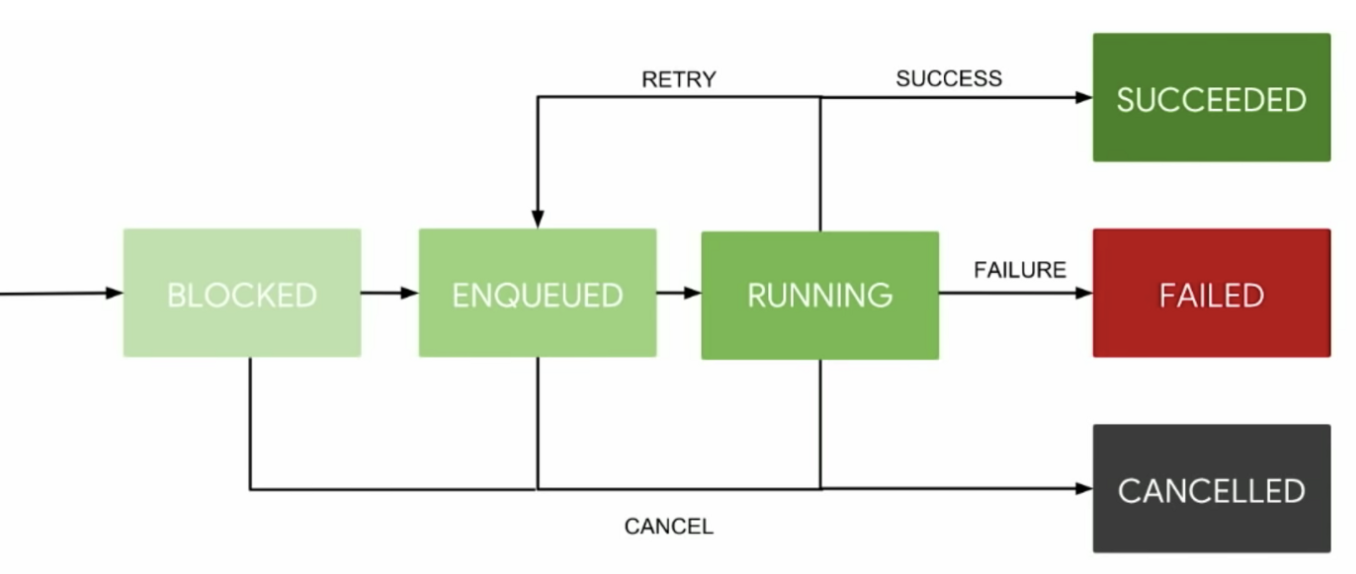 RETRY
SUCCESS
SUCCEEDED
BLOCKED
ENQUEUED
RUNNING
FAILURE
FAILED
CANCEL
CANCELLED